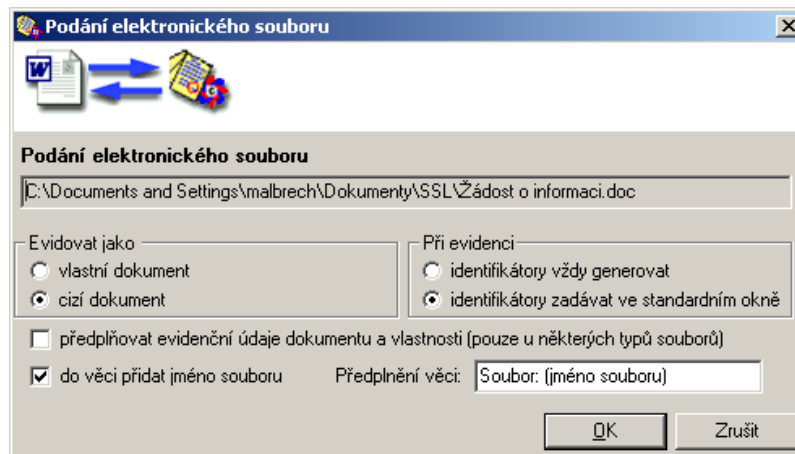 Podání elektronického souboru
Podání elektronického souboru
C:\Documents and Settings\malbrech\Dokumenty\SSL\Žádost o informaci.doc
Evidovat jako
vlastní dokument
cizí dokument
Při evidenci
identifikátory vždy generovat
identifikátory zadávat ve standardním okně
předplňovat evidenční údaje dokumentu a vlastnosti (pouze u některých typů souborů)
do věci přidat jméno souboru Předplnění věci: Soubor: (jméno souboru)
OK Zrušit